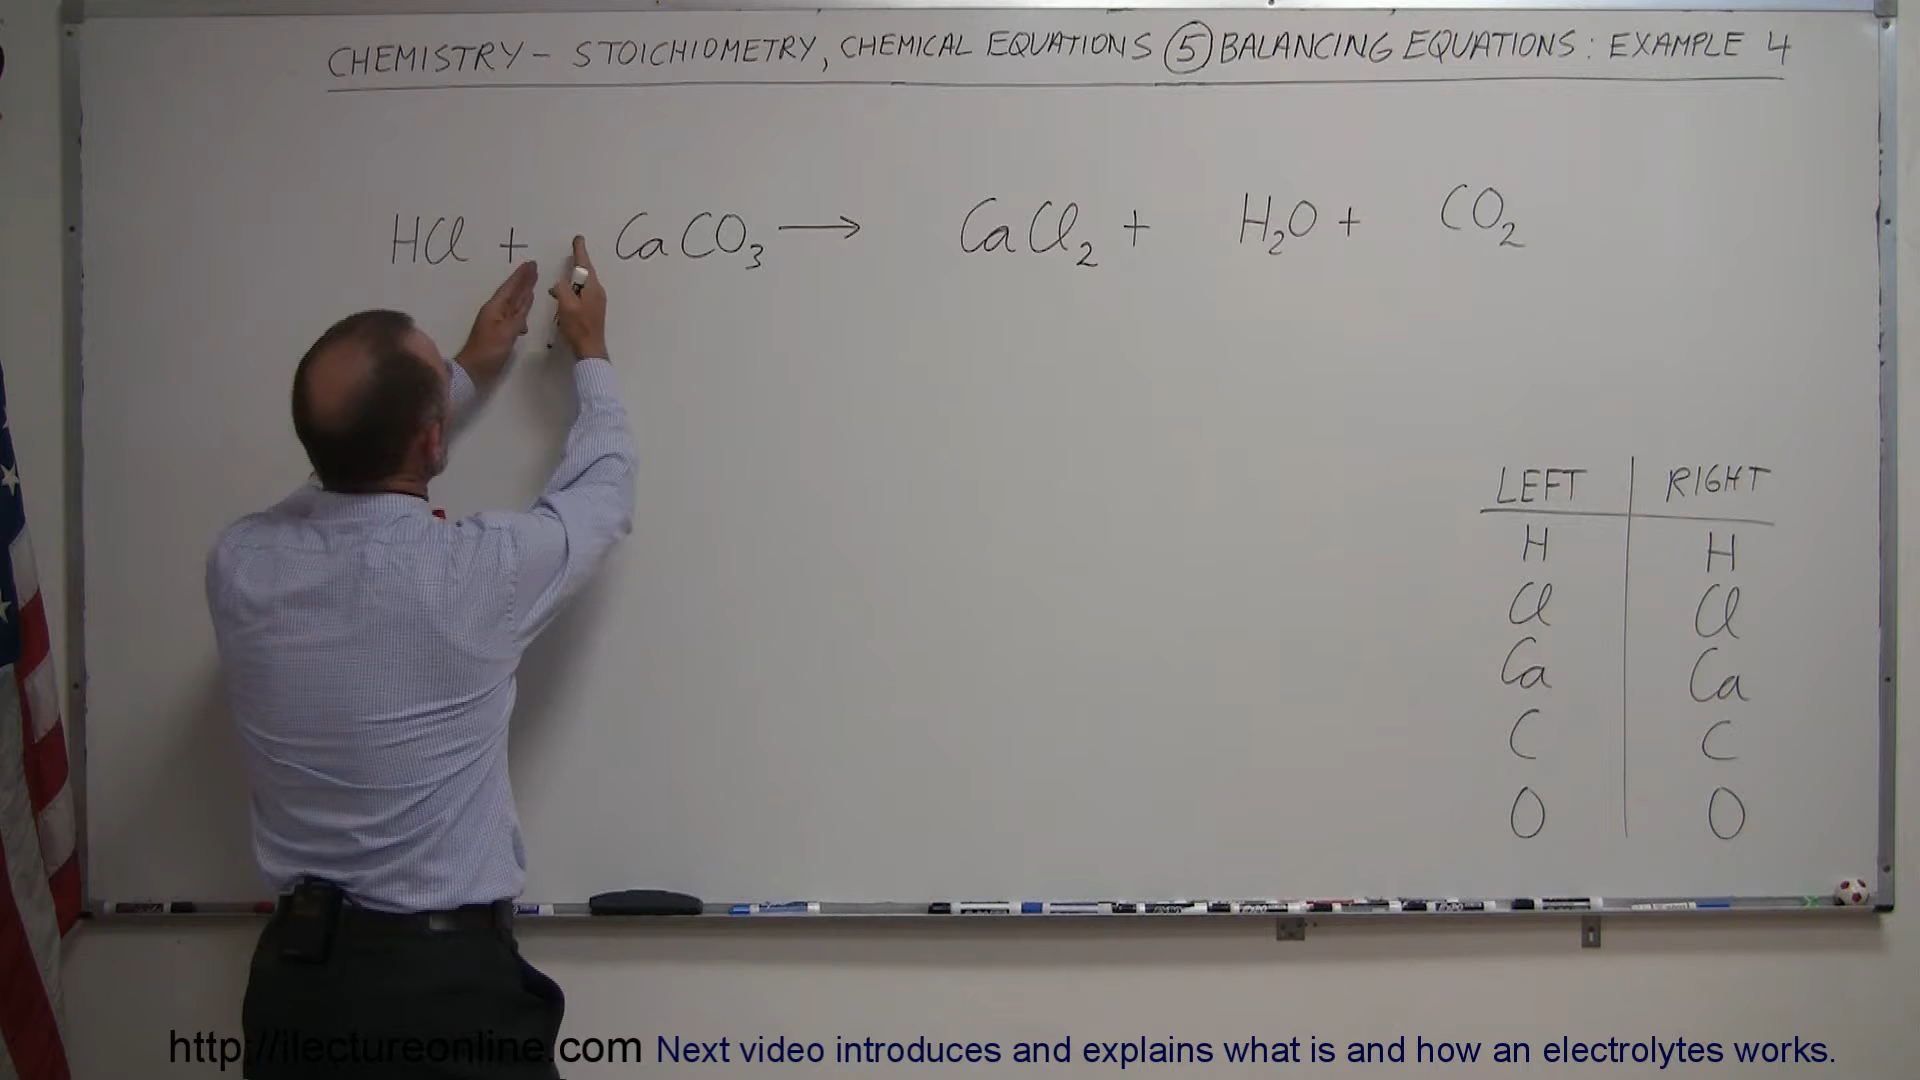 CHEMISTRY - STOICHIOMETRY, CHEMICAL EQUATIONS ⑤ BALANCING EQUATIONS: EXAMPLE 4
HCl + CaCO₃ → CaCl₂ + H₂O + CO₂
LEFT RIGHT
H H
Cl Cl
Ca Ca
C C
O O
http://ilectureonline.com Next video introduces and explains what is and how an electrolytes works.